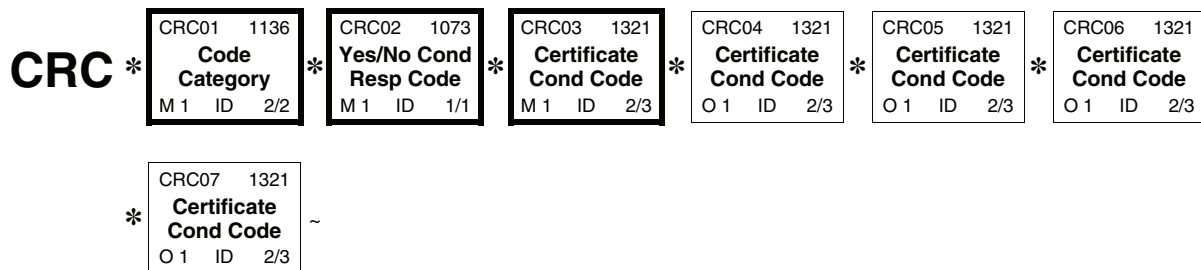 CRC01 1136 CRC02 1073 CRC03 1321 CRC04 1321 CRC05 1321 CRC06 1321
Code Yes/No Cond Certificate Certificate Certificate Certificate
CRC * Category * Resp Code * Cond Code * Cond Code * Cond Code * Cond Code
M 1 ID 2/2 M 1 ID 1/1 M 1 ID 2/3 O 1 ID 2/3 O 1 ID 2/3 O 1 ID 2/3
CRC07 1321
Certificate
* Cond Code ~
O 1 ID 2/3